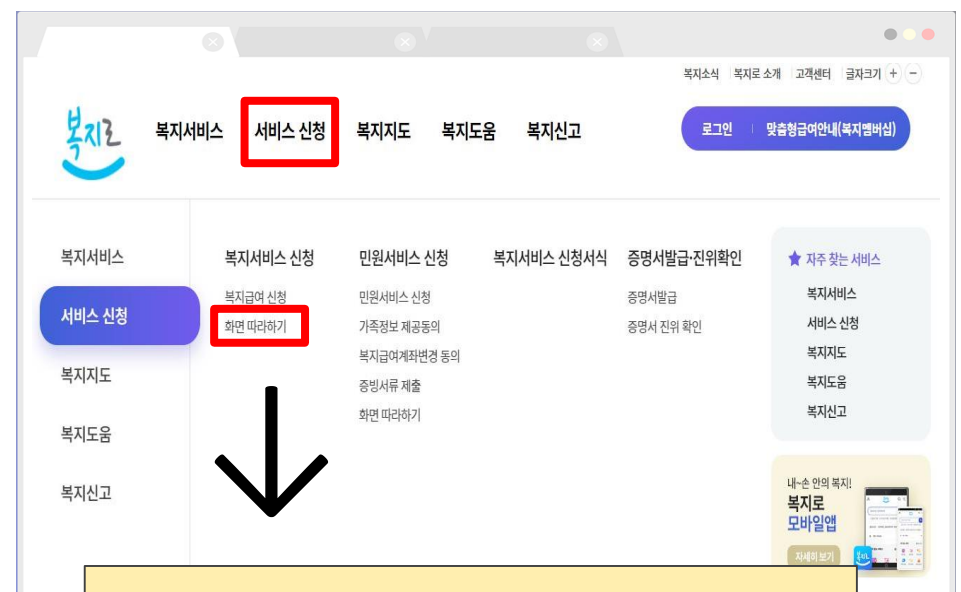 복지소식 복지로 소개 고객센터 글자크기 + -
복지로 복지서비스 서비스 신청 복지지도 복지도움 복지신고 로그인 맞춤형급여안내(복지멤버십)
복지서비스
서비스 신청
복지지도
복지도움
복지신고
복지서비스 신청
복지급여 신청
화면 따라하기
민원서비스 신청
민원서비스 신청
가족정보 제공동의
복지급여계좌변경 동의
증빙서류 제출
화면 따라하기
복지서비스 신청서식
증명서발급·진위확인
증명서발급
증명서 진위 확인
자주 찾는 서비스
복지서비스
서비스 신청
복지지도
복지도움
복지신고
내~손 안의 복지!
복지로
모바일앱
자세히 보기